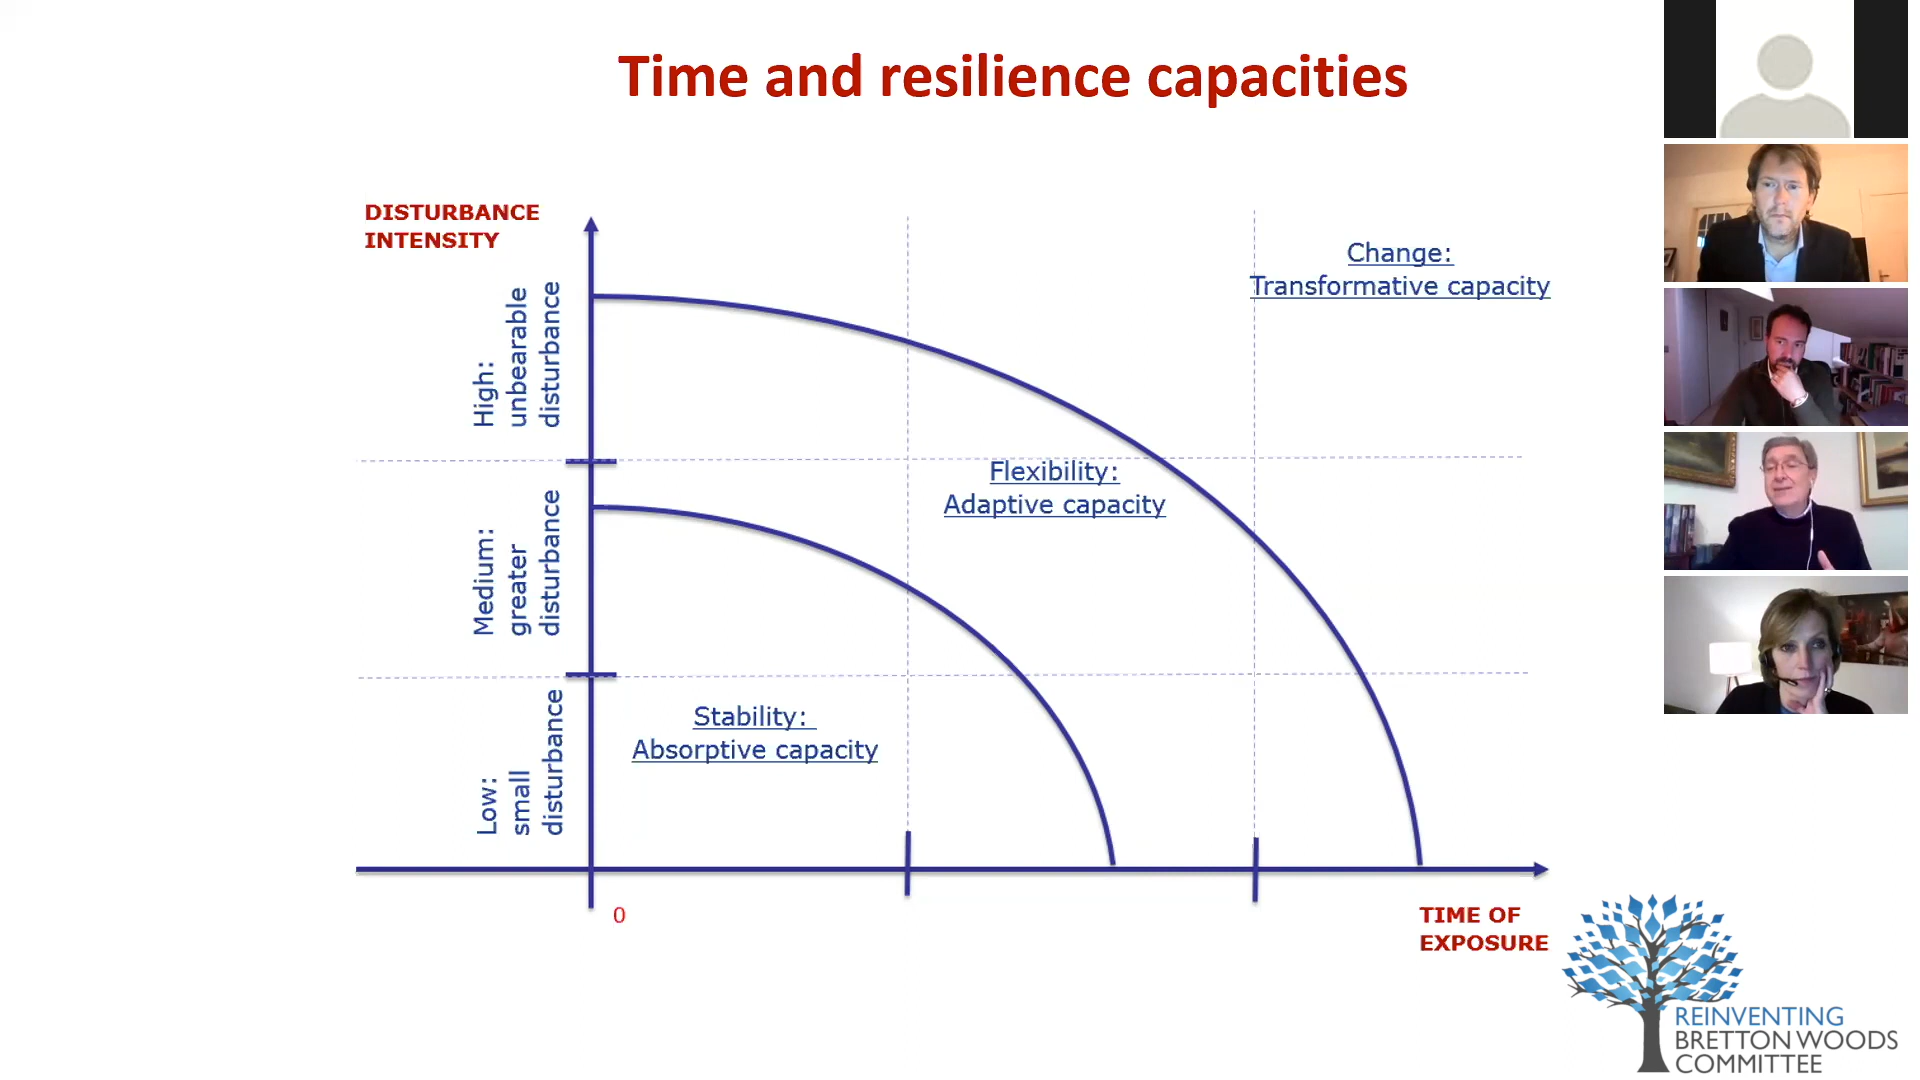 Time and resilience capacities
DISTURBANCE
INTENSITY
High:
unbearable
disturbance
Medium:
greater
disturbance
Low:
small
disturbance
Change:
Transformative capacity
Flexibility:
Adaptive capacity
Stability:
Absorptive capacity
0
TIME OF
EXPOSURE
REINVENTING
BRETTON WOODS
COMMITTEE